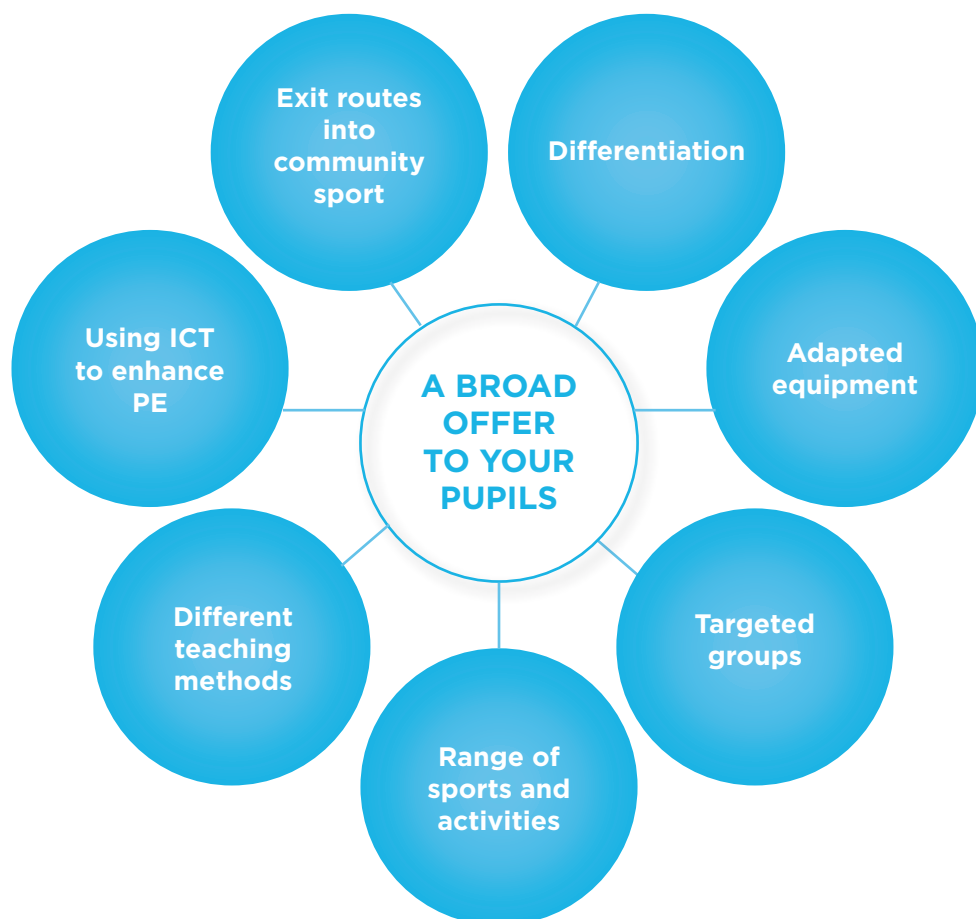 Exit routes
into
community
sport
Differentiation
Using ICT
to enhance
PE
A BROAD
OFFER
TO YOUR
PUPILS
Adapted
equipment
Different
teaching
methods
Targeted
groups
Range of
sports and
activities